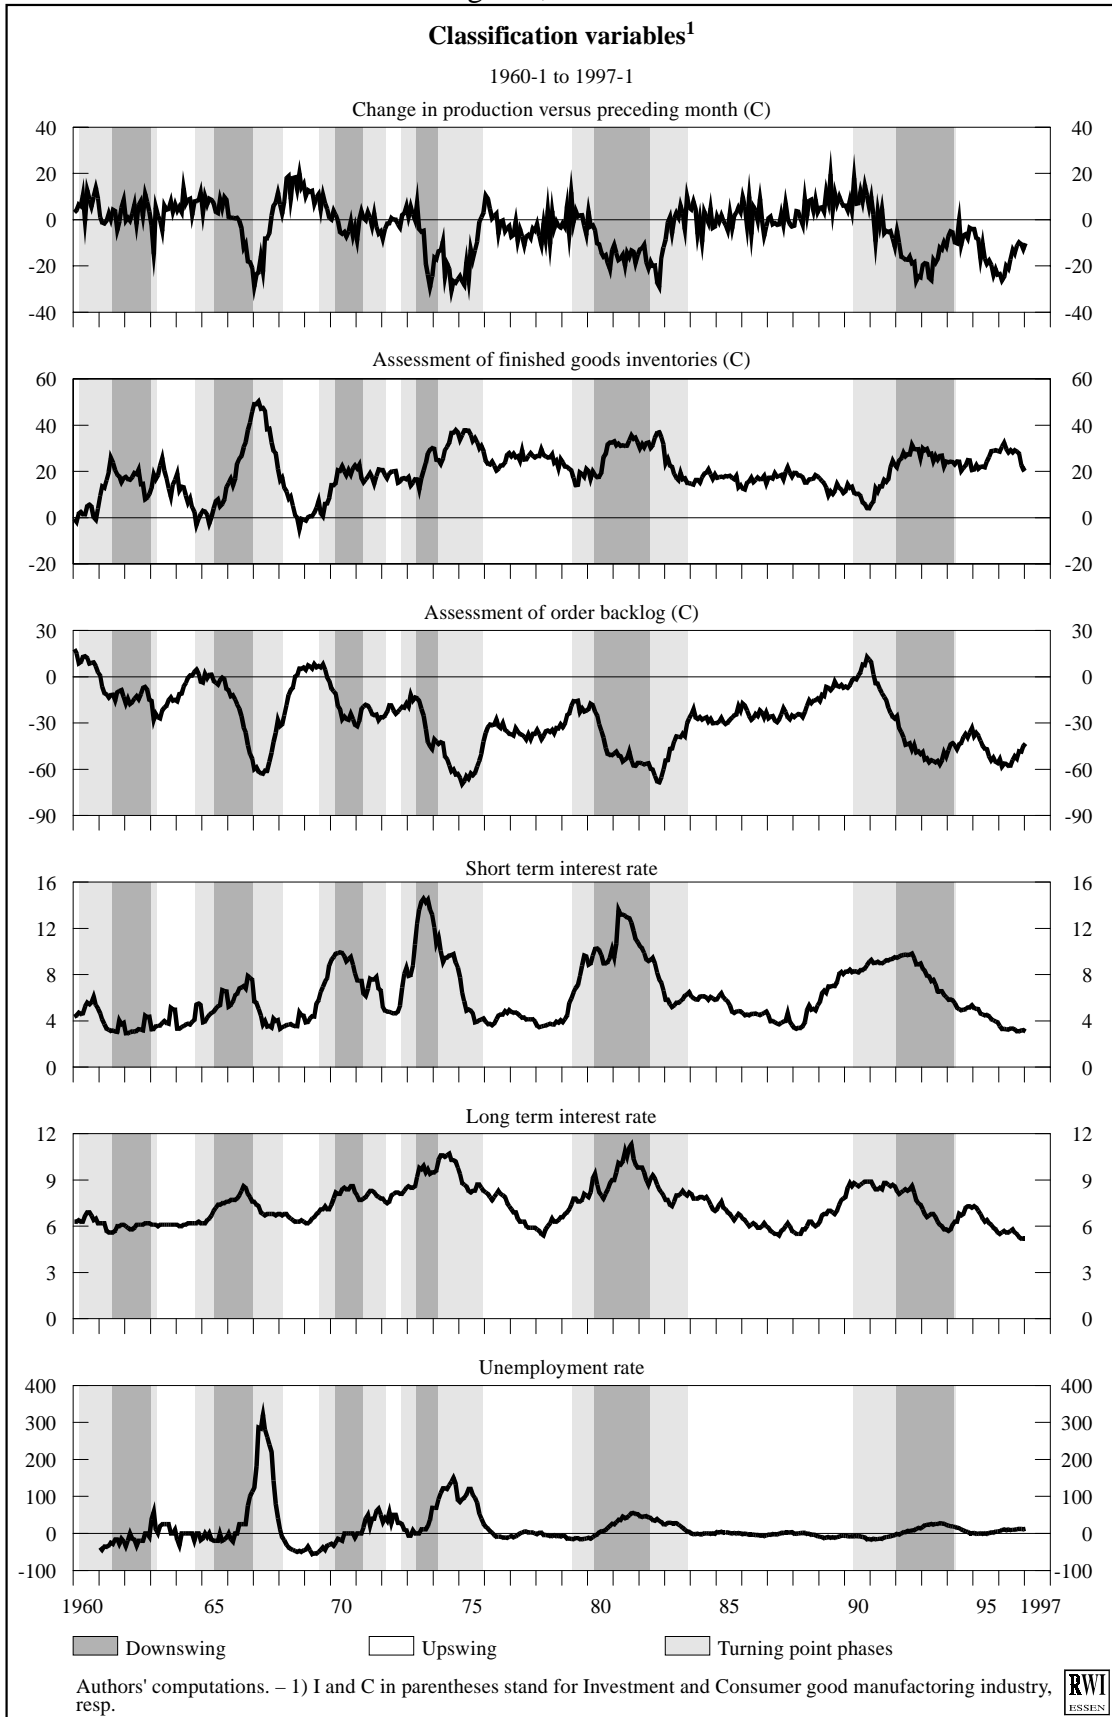 Classification variables1
1960-1 to 1997-1
Change in production versus preceding month (C)
40 40
20 20
0 0
-20 -20
-40 -40
Assessment of finished goods inventories (C)
60 60
40 40
20 20
0 0
-20 -20
Assessment of order backlog (C)
30 30
0 0
-30 -30
-60 -60
-90 -90
Short term interest rate
16 16
12 12
8 8
4 4
0 0
Long term interest rate
12 12
9 9
6 6
3 3
0 0
Unemployment rate
400 400
300 300
200 200
100 100
0 0
-100 -100
1960 65 70 75 80 85 90 95 1997
Downswing Upswing Turning point phases
Authors' computations. – 1) I and C in parentheses stand for Investment and Consumer good manufactoring industry,
resp.
RWI
ESSEN